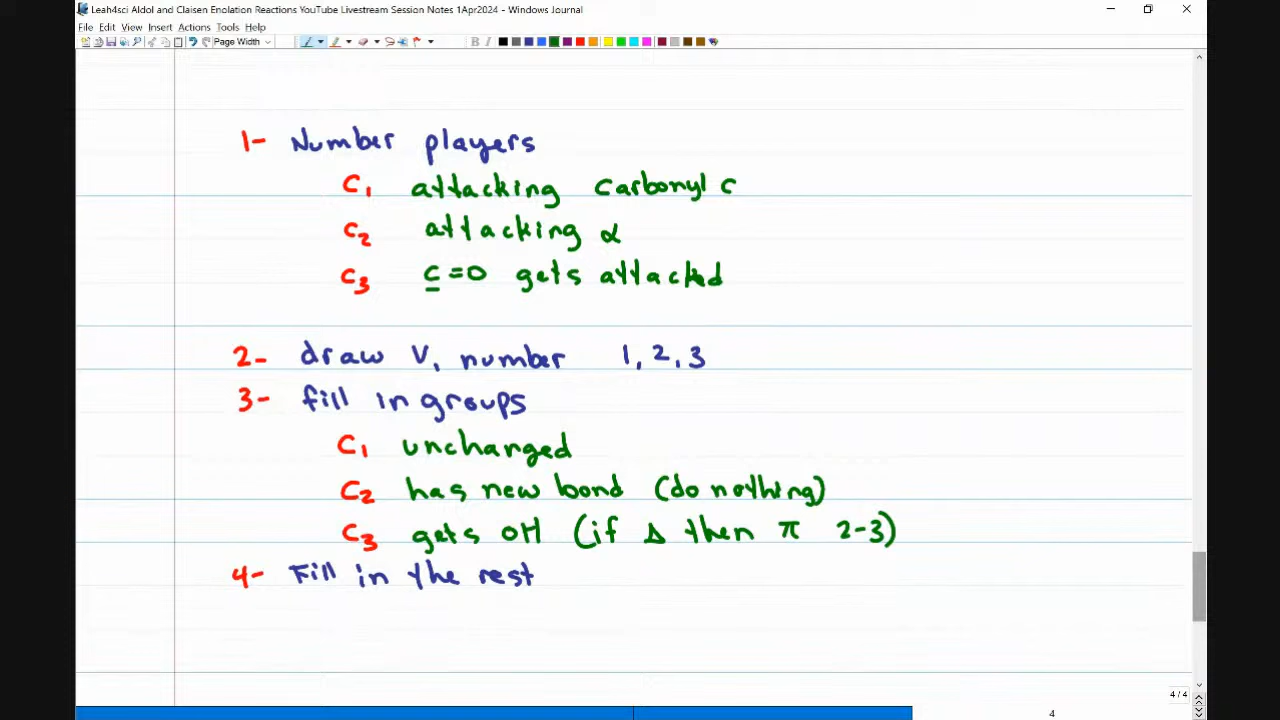 Leah4sci Aldol and Claisen Enolation Reactions YouTube Livestream Session Notes 1Apr2024 - Windows Journal
File Edit View Insert Actions Tools Help
Page Width
B I
1- Number players
C1 attacking carbonyl C
C2 attacking α
C3 C=O gets attacked
2- draw V, number 1, 2, 3
3- fill in groups
C1 unchanged
C2 has new bond (do nothing)
C3 gets OH (if Δ then π 2-3)
4- Fill in the rest
4 / 4
4